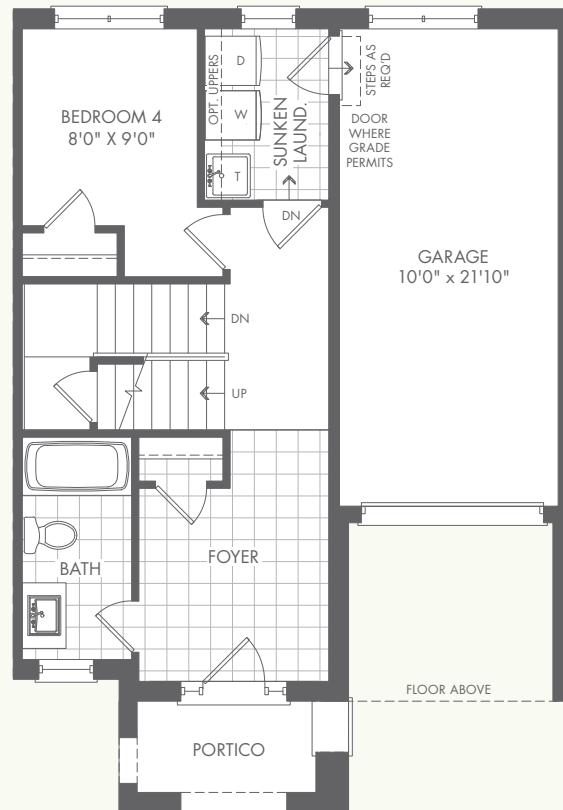 BEDROOM 4
8'0" X 9'0"
OPT. UPPERS
D
W
T
SUNKEN
LAUND.
STEPS AS
REQ'D
DOOR
WHERE
GRADE
PERMITS
DN
GARAGE
10'0" x 21'10"
DN
UP
BATH
FOYER
FLOOR ABOVE
PORTICO